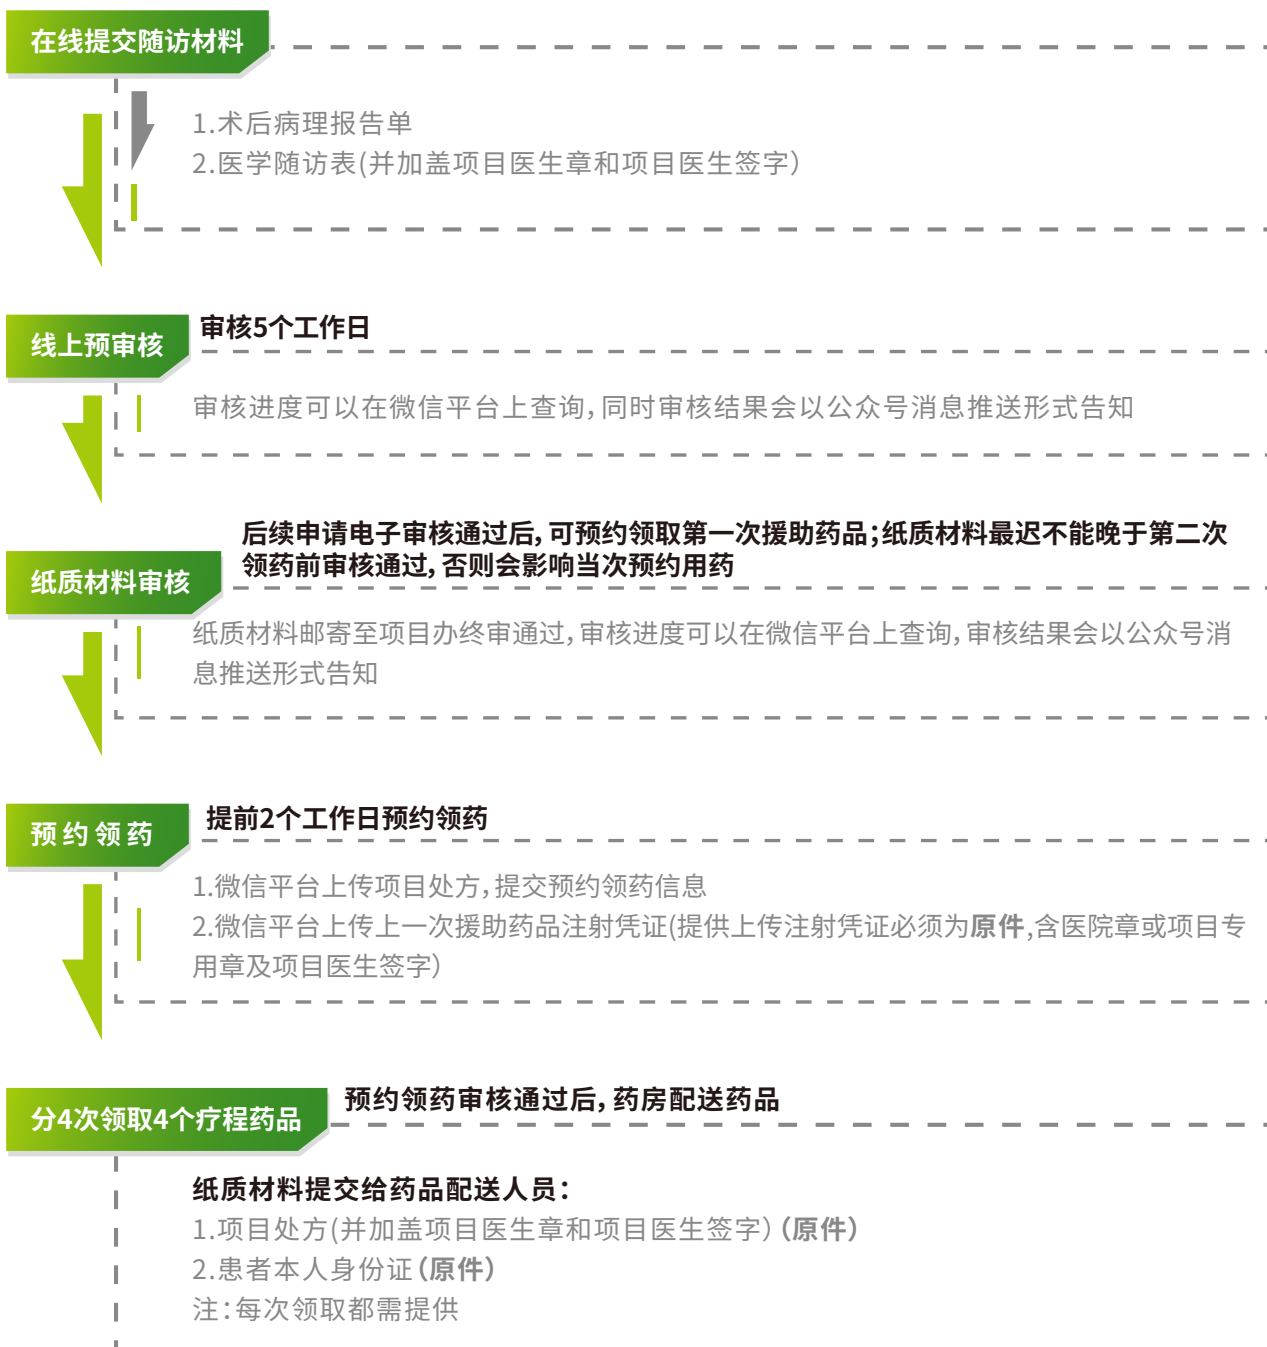 在线提交随访材料
1.术后病理报告单
2.医学随访表(并加盖项目医生章和项目医生签字)
线上预审核
审核5个工作日
审核进度可以在微信平台上查询,同时审核结果会以公众号消息推送形式告知
后续申请电子审核通过后,可预约领取第一次援助药品;纸质材料最迟不能晚于第二次
领药前审核通过,否则会影响当次预约用药
纸质材料审核
纸质材料邮寄至项目办终审通过,审核进度可以在微信平台上查询,审核结果会以公众号消
息推送形式告知
预约领药
提前2个工作日预约领药
1.微信平台上传项目处方,提交预约领药信息
2.微信平台上传上一次援助药品注射凭证(提供上传注射凭证必须为原件,含医院章或项目专
用章及项目医生签字)
分4次领取4个疗程药品
预约领药审核通过后,药房配送药品
纸质材料提交给药品配送人员:
1.项目处方(并加盖项目医生章和项目医生签字)(原件)
2.患者本人身份证(原件)
注:每次领取都需提供